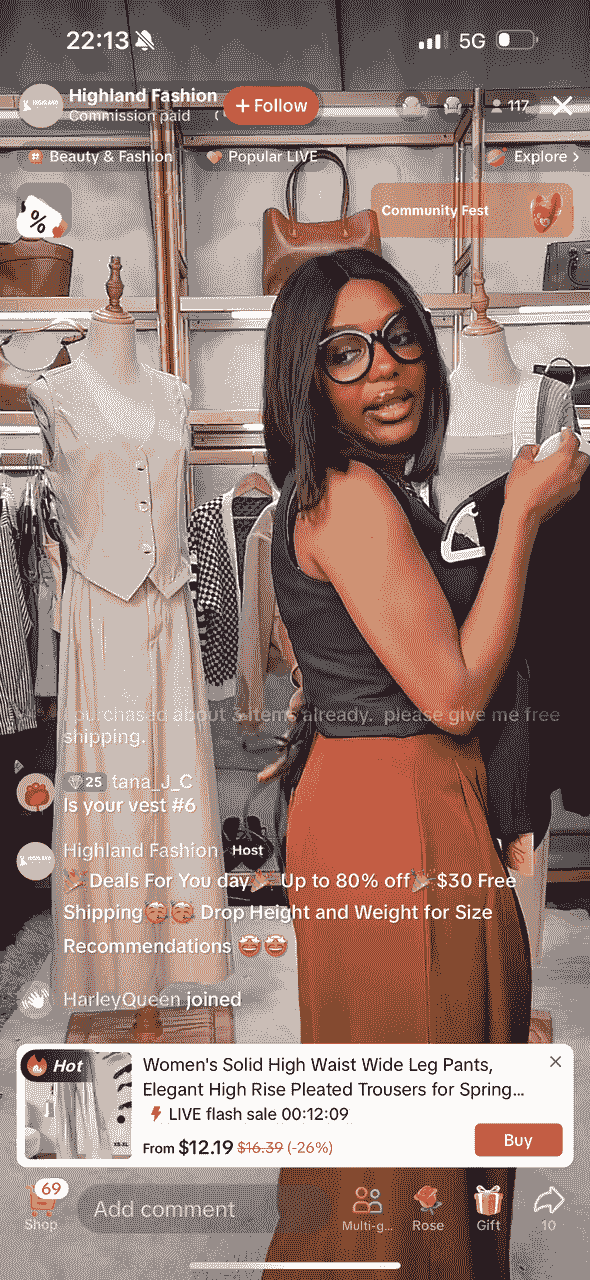 22:13
5G
Highland Fashion
Commission paid
+ Follow
117
Beauty & Fashion
Popular LIVE
Explore >
%
Community Fest
purchased about 3 items already. please give me free
shipping.
25 tana_J_C
Is your vest #6
Highland Fashion Host
Deals For You day Up to 80% off $30 Free
Shipping Drop Height and Weight for Size
Recommendations
HarleyQueen joined
Hot
Women's Solid High Waist Wide Leg Pants,
Elegant High Rise Pleated Trousers for Spring...
LIVE flash sale 00:12:09
From $12.19 $16.39 (-26%)
Buy
XS-XL
69
Shop
Add comment
Multi-g...
Rose
Gift
10